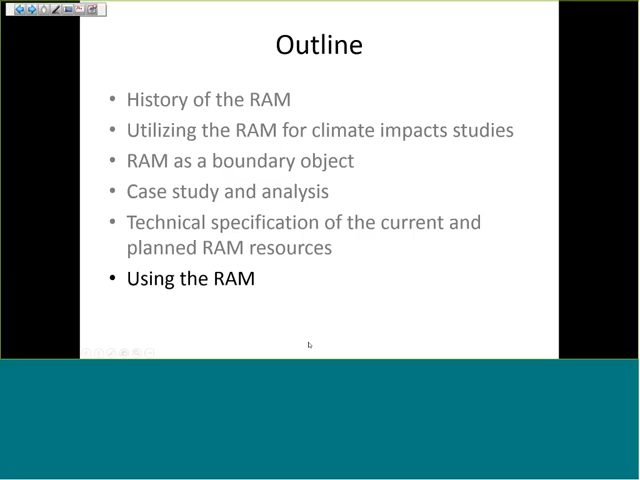 Outline
• History of the RAM
• Utilizing the RAM for climate impacts studies
• RAM as a boundary object
• Case study and analysis
• Technical specification of the current and
planned RAM resources
• Using the RAM